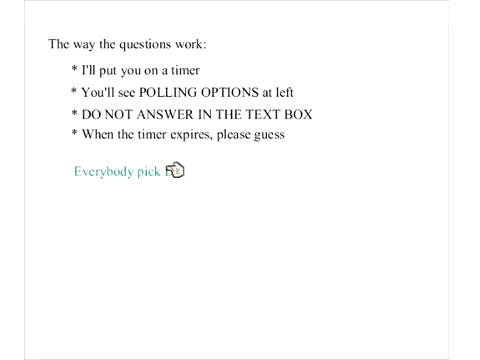 The way the questions work:
* I'll put you on a timer
* You'll see POLLING OPTIONS at left
* DO NOT ANSWER IN THE TEXT BOX
* When the timer expires, please guess
Everybody pick